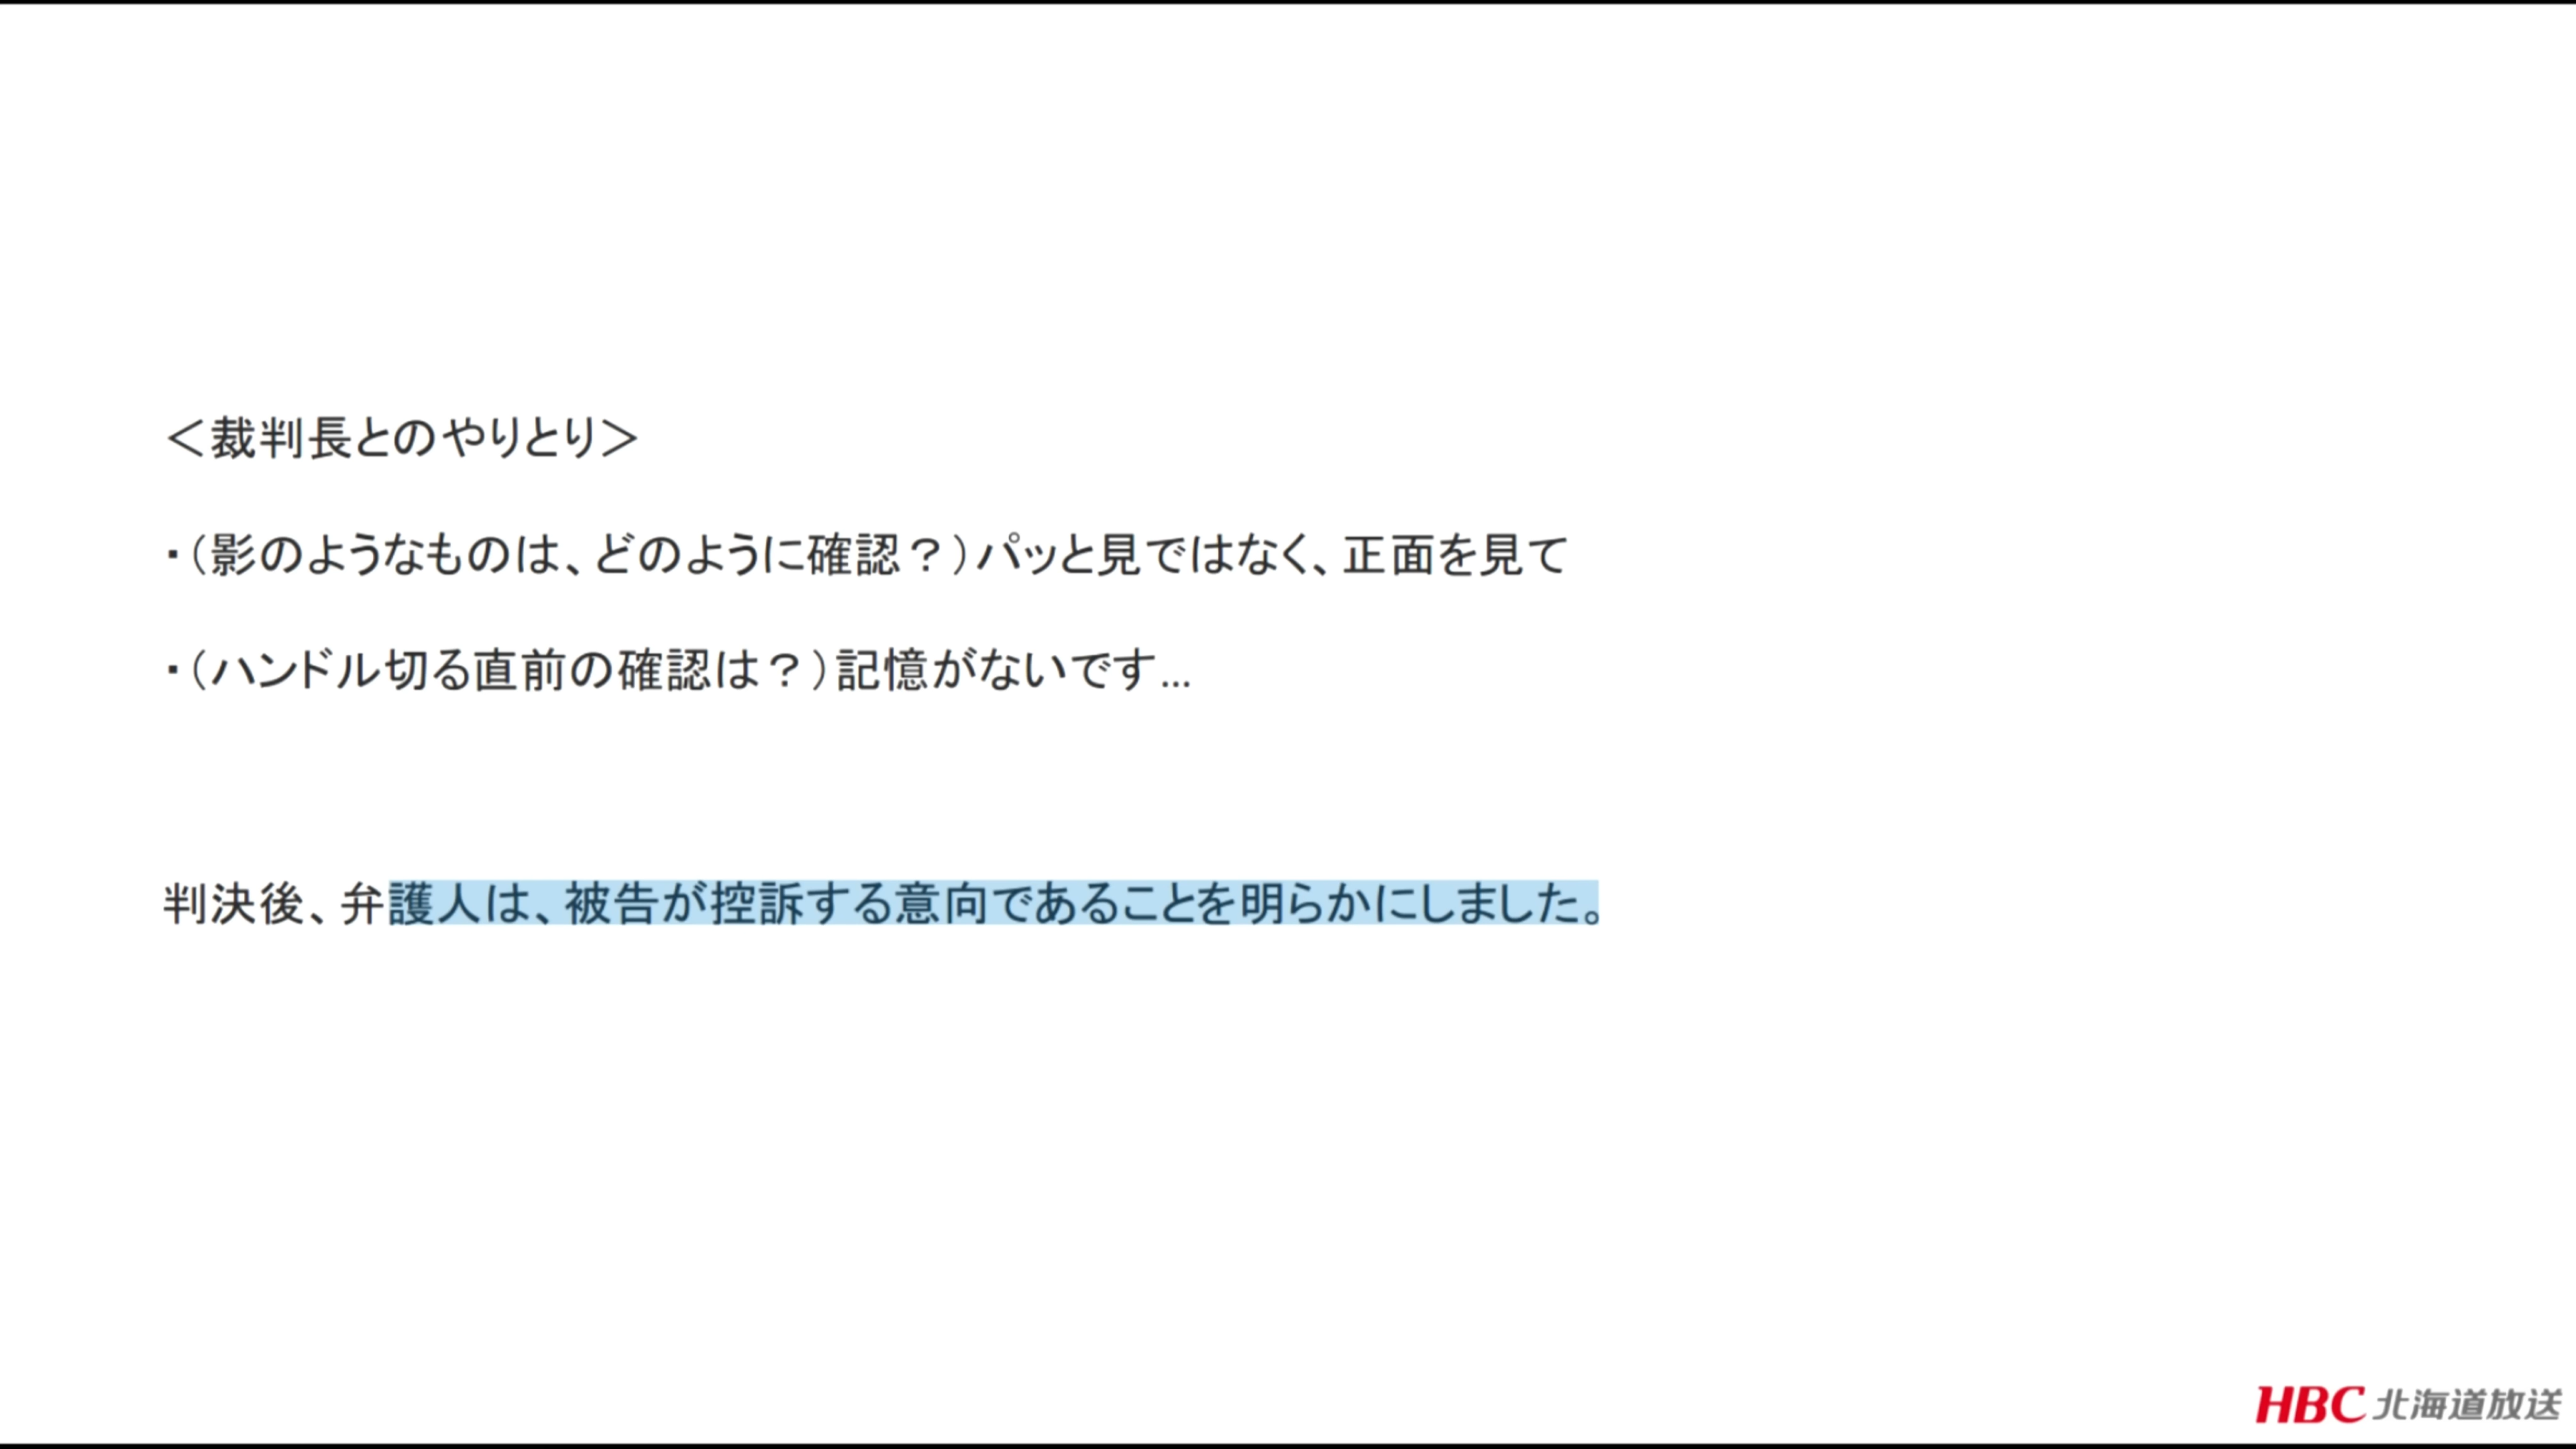 ＜裁判長とのやりとり＞
・（影のようなものは、どのように確認？）パッと見ではなく、正面を見て
・（ハンドル切る直前の確認は？）記憶がないです…
判決後、弁護人は、被告が控訴する意向であることを明らかにしました。
HBC 北海道放送